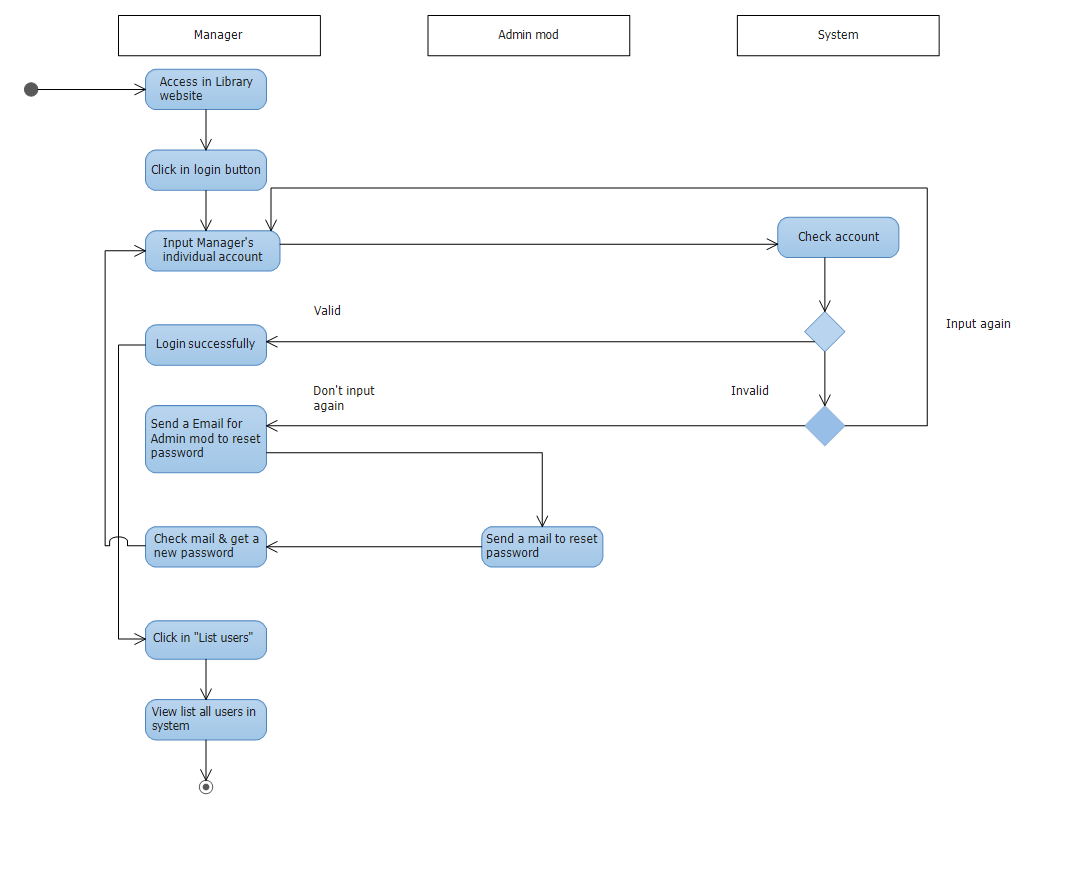 Manager
Admin mod
System
Access in Library
website
Click in login button
Input Manager's
individual account
Check account
Valid
Input again
Login successfully
Don't input
again
Invalid
Send a Email for
Admin mod to reset
password
Check mail & get a
new password
Send a mail to reset
password
Click in "List users"
View list all users in
system